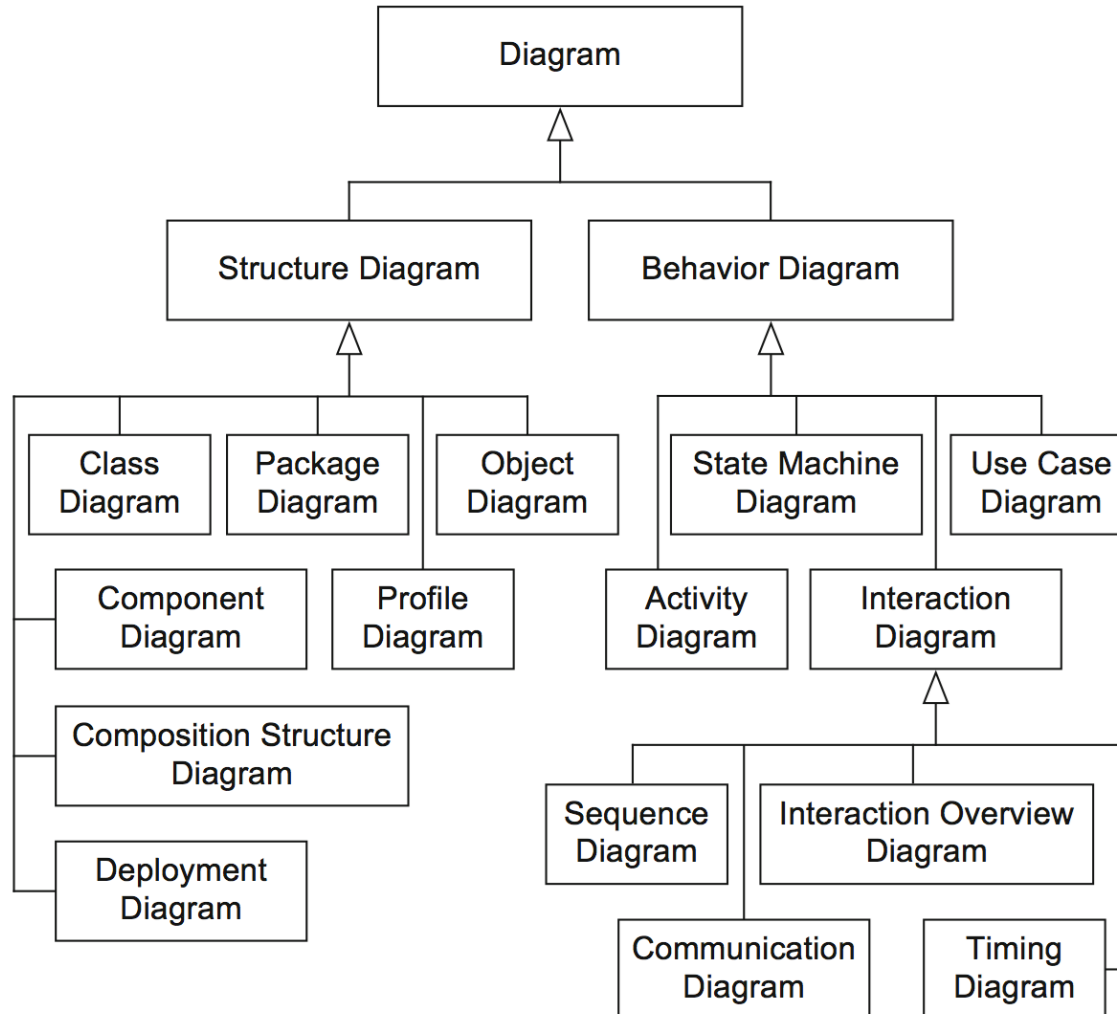 Diagram
Structure Diagram
Behavior Diagram
Class
Diagram
Package
Diagram
Object
Diagram
State Machine
Diagram
Use Case
Diagram
Component
Diagram
Profile
Diagram
Activity
Diagram
Interaction
Diagram
Composition Structure
Diagram
Sequence
Diagram
Interaction Overview
Diagram
Deployment
Diagram
Communication
Diagram
Timing
Diagram